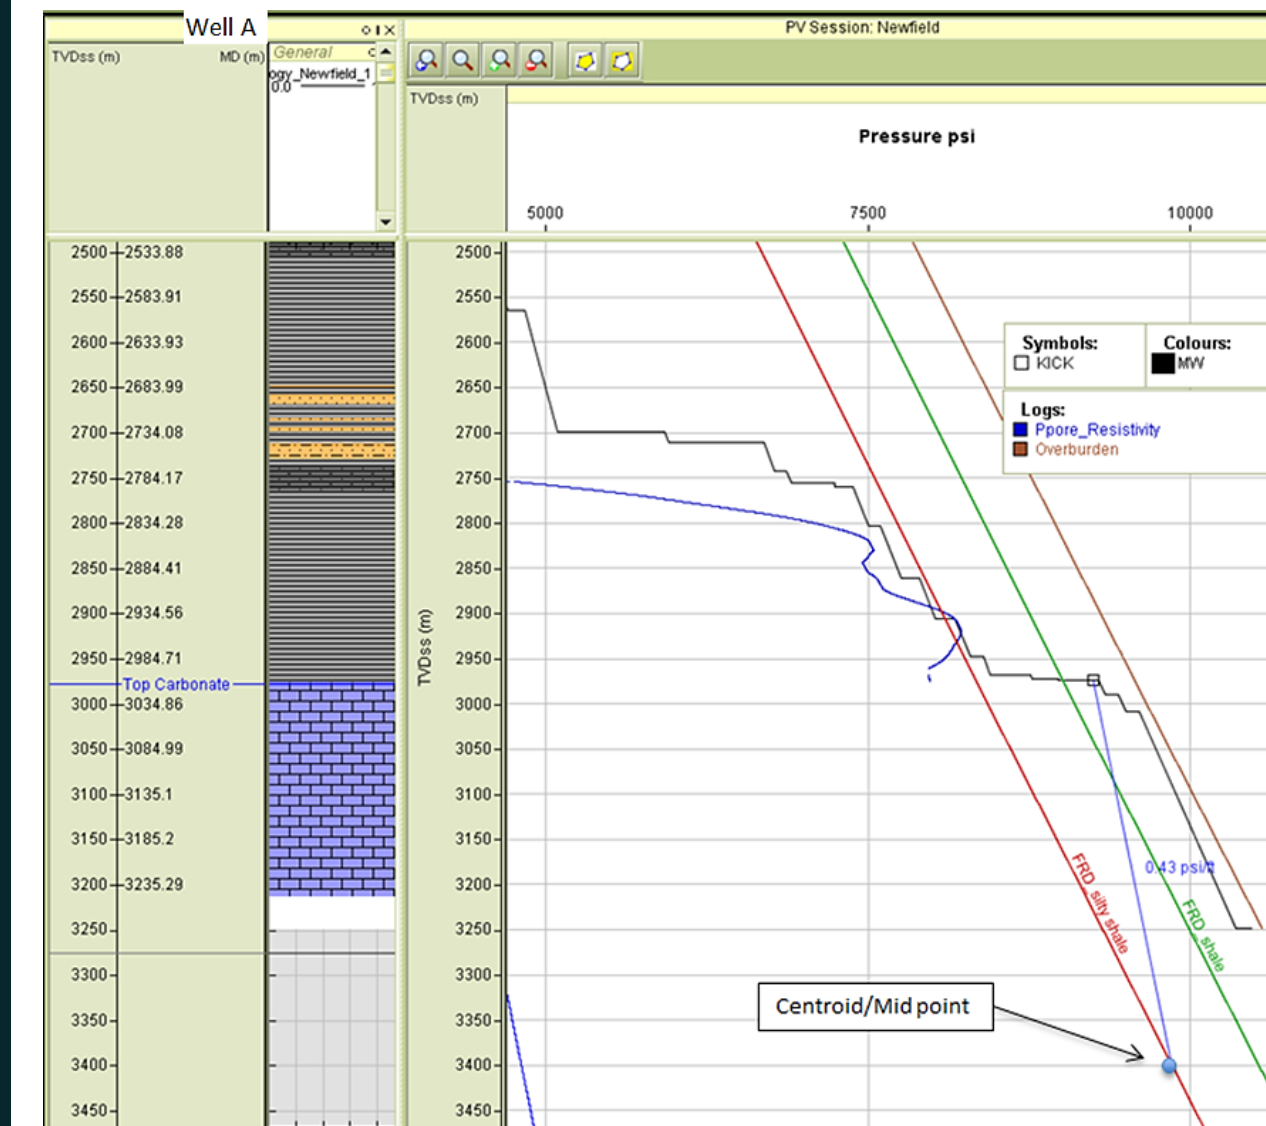 Well A
PV Session: Newfield
TVDss (m) MD (m)
General
ogy_Newfield_1
0.0
TVDss (m)
Pressure psi
5000 7500 10000
2500 2533.88 2500
2550 2583.91 2550
2600 2633.93 2600
2650 2683.99 2650
2700 2734.08 2700
2750 2784.17 2750
2800 2834.28 2800
2850 2884.41 2850
2900 2934.56 2900
2950 2984.71 2950
Top Carbonate
3000 3034.86 3000
3050 3084.99 3050
3100 3135.1 3100
3150 3185.2 3150
3200 3235.29 3200
3250 3250
3300 3300
3350 3350
3400 3400
3450 3450
TVDss (m)
Symbols:
KICK
Colours:
MW
Logs:
Ppore_Resistivity
Overburden
0.43 psi/ft
FRD_silty shale
FRD_shale
Centroid/Mid point